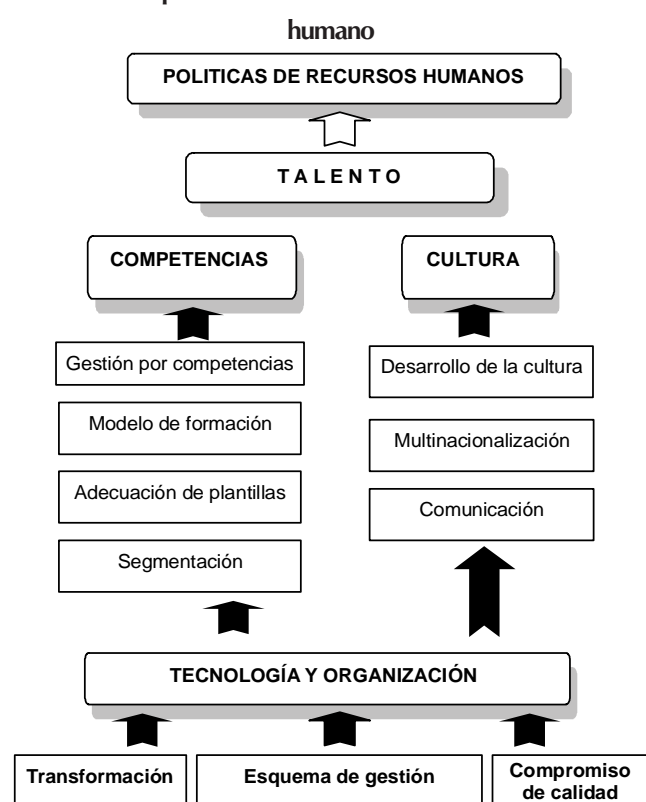 humano
POLITICAS DE RECURSOS HUMANOS
TALENTO
COMPETENCIAS
CULTURA
Gestión por competencias
Desarrollo de la cultura
Modelo de formación
Multinacionalización
Adecuación de plantillas
Comunicación
Segmentación
TECNOLOGÍA Y ORGANIZACIÓN
Transformación
Esquema de gestión
Compromiso
de calidad